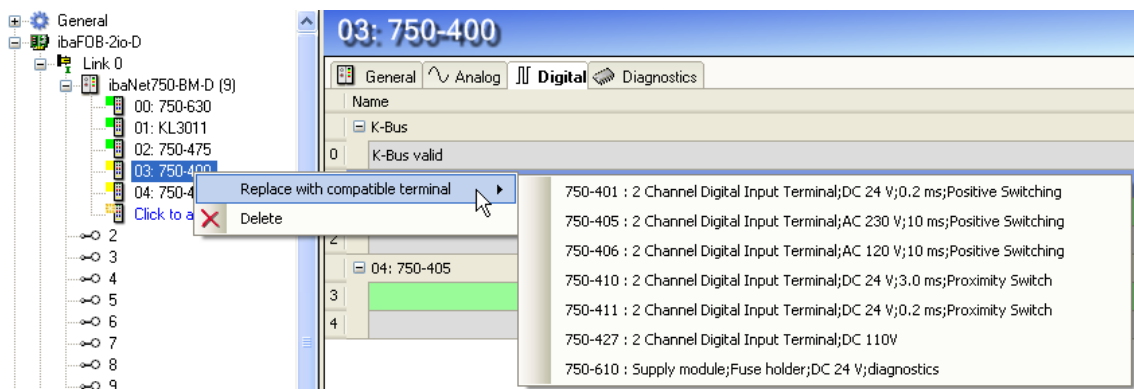 General
ibaFOB-2io-D
Link 0
ibaNet750-BM-D (9)
00: 750-630
01: KL3011
02: 750-475
03: 750-400
04: 750-4
Click to a
2
3
4
5
6
7
8
9
03: 750-400
General Analog Digital Diagnostics
Name
K-Bus
0 K-Bus valid
Replace with compatible terminal
Delete
750-401 : 2 Channel Digital Input Terminal;DC 24 V;0.2 ms;Positive Switching
750-405 : 2 Channel Digital Input Terminal;AC 230 V;10 ms;Positive Switching
750-406 : 2 Channel Digital Input Terminal;AC 120 V;10 ms;Positive Switching
750-410 : 2 Channel Digital Input Terminal;DC 24 V;3.0 ms;Proximity Switch
750-411 : 2 Channel Digital Input Terminal;DC 24 V;0.2 ms;Proximity Switch
750-427 : 2 Channel Digital Input Terminal;DC 110V
750-610 : Supply module;Fuse holder;DC 24 V;diagnostics
2
04: 750-405
3
4